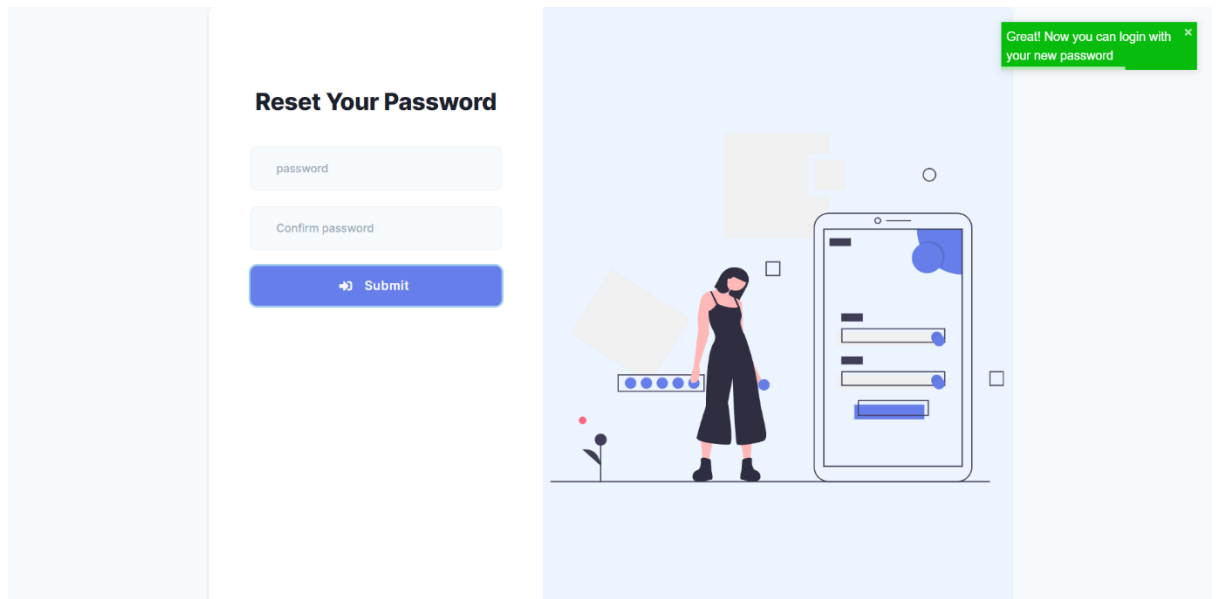 Reset Your Password
password
Confirm password
Submit
Great! Now you can login with
your new password